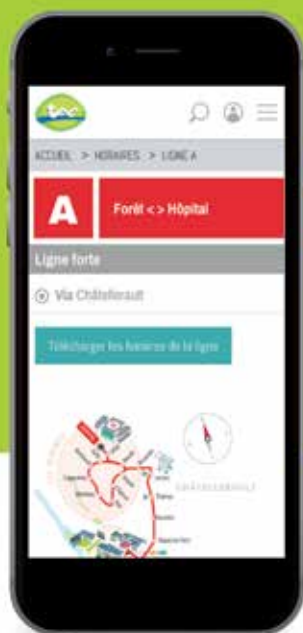 tac
ACCUEIL > HORAIRES > LIGNE A
A
Forêt < > Hôpital
Ligne forte
Via Châtellerault
Télécharger les horaires de la ligne
CHÂTELLERAULT